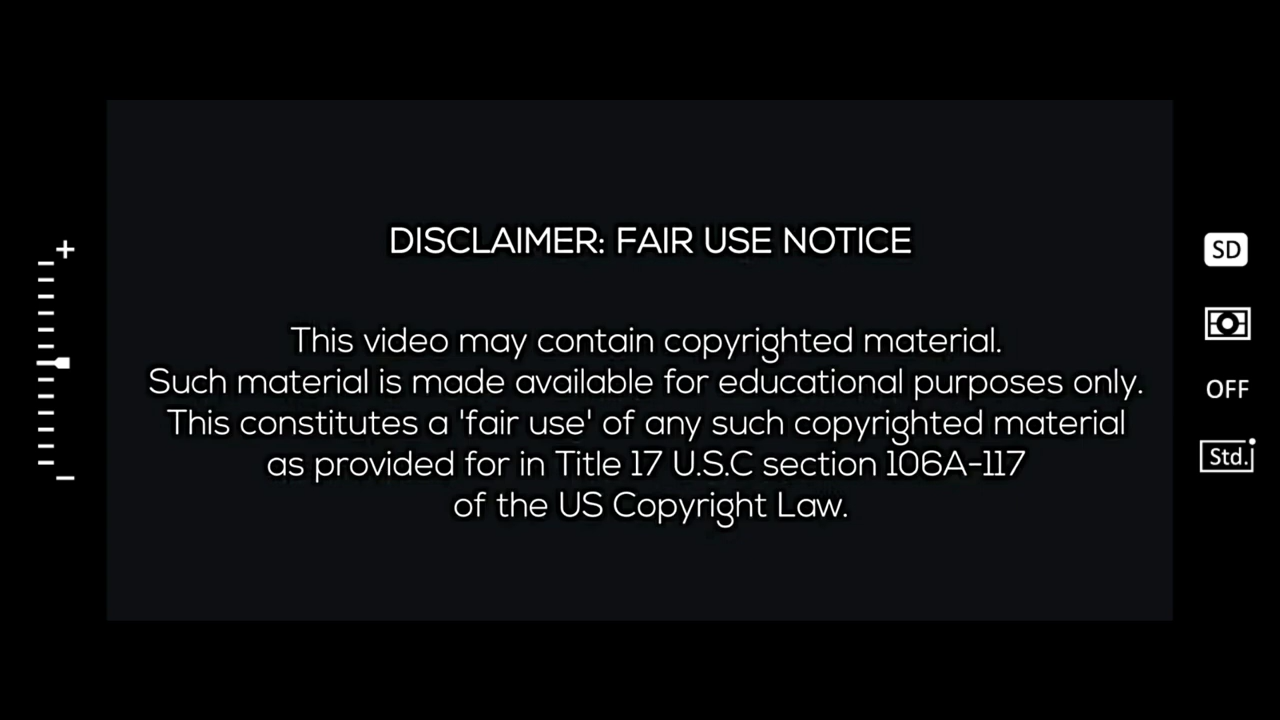 DISCLAIMER: FAIR USE NOTICE
This video may contain copyrighted material.
Such material is made available for educational purposes only.
This constitutes a 'fair use' of any such copyrighted material
as provided for in Title 17 U.S.C section 106A-117
of the US Copyright Law.
SD
OFF
Std.